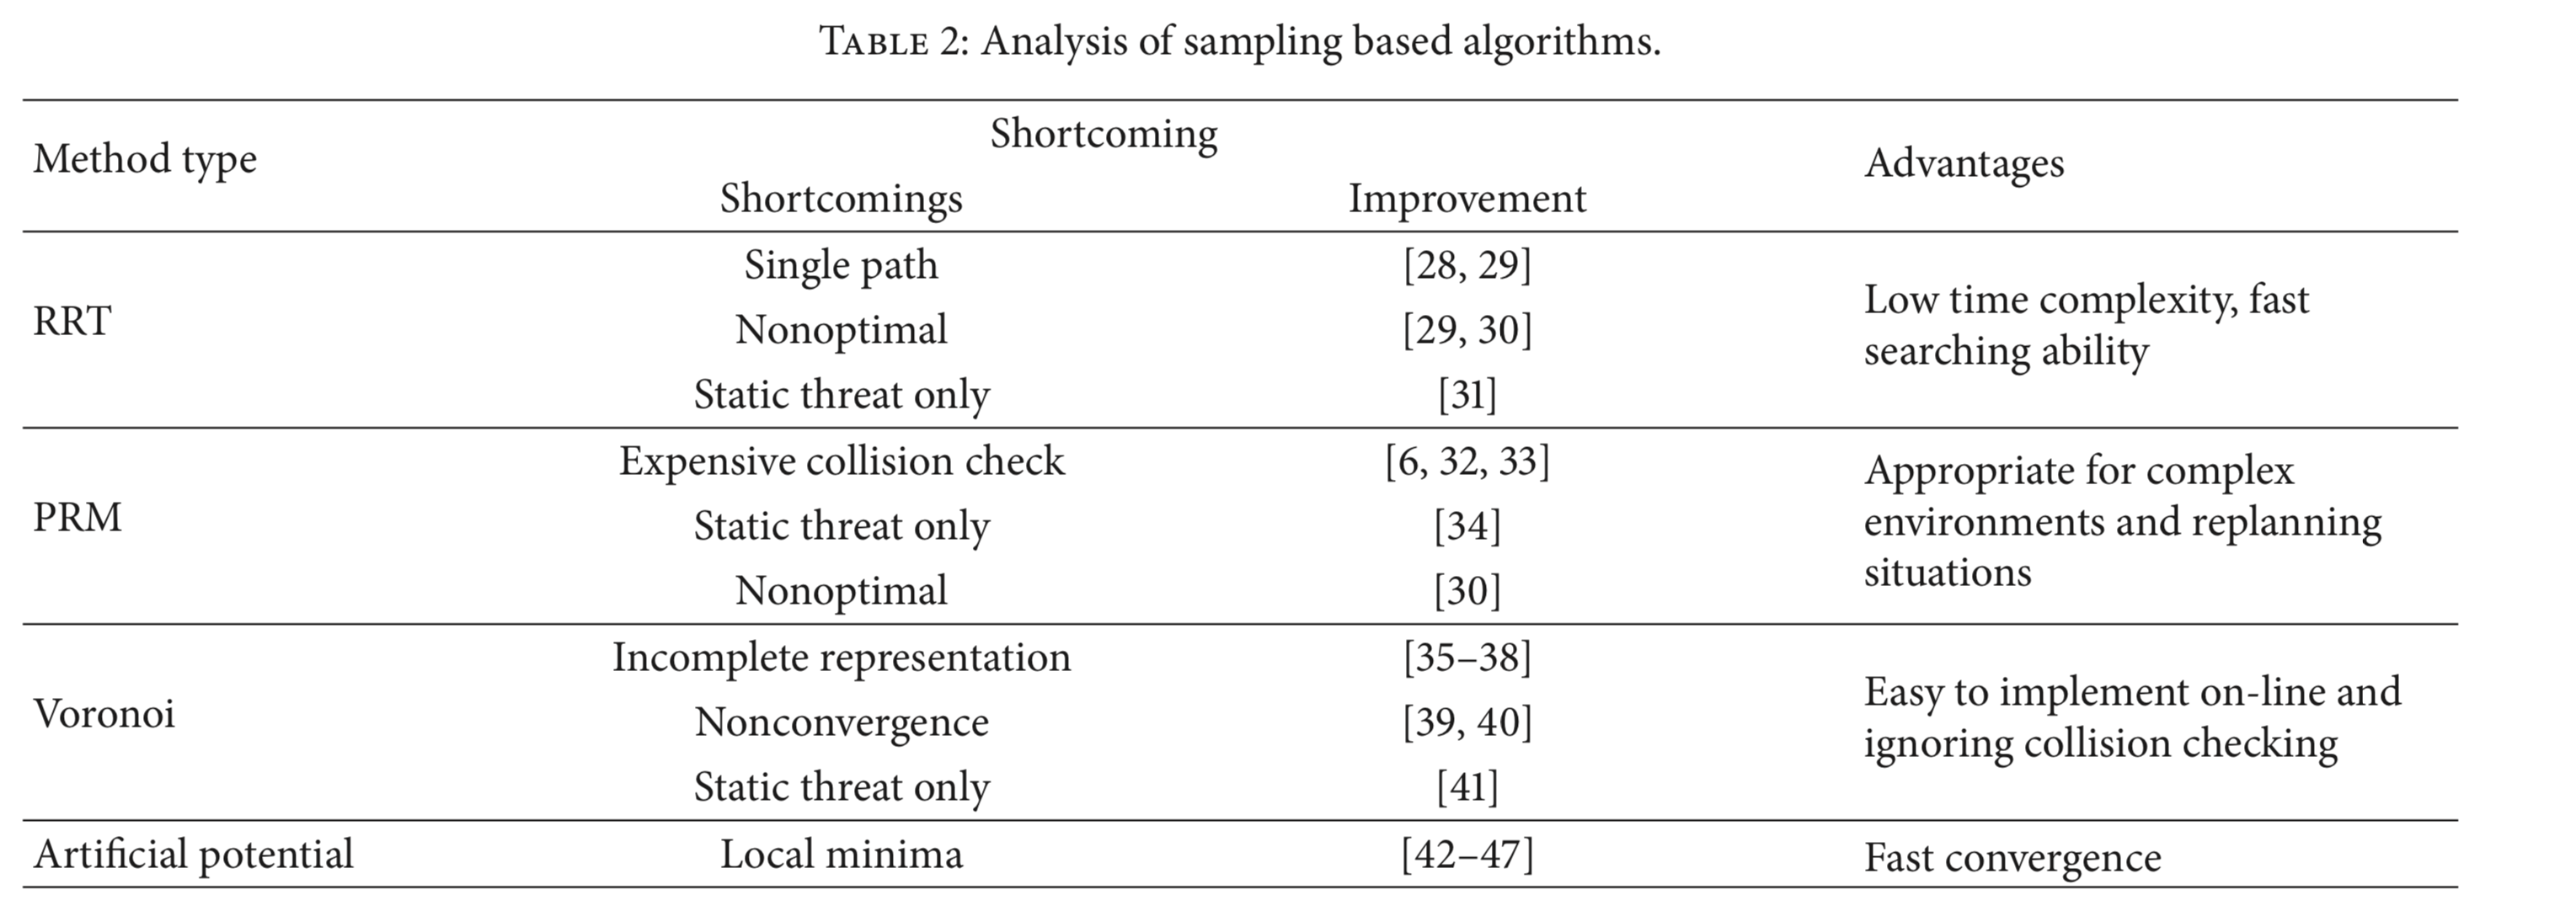 TABLE 2: Analysis of sampling based algorithms.
Method type Shortcoming Advantages
Shortcomings Improvement
RRT
Single path [28, 29]
Nonoptimal [29, 30]
Static threat only [31]
Low time complexity, fast
searching ability
PRM
Expensive collision check [6, 32, 33]
Static threat only [34]
Nonoptimal [30]
Appropriate for complex
environments and replanning
situations
Voronoi
Incomplete representation [35–38]
Nonconvergence [39, 40]
Static threat only [41]
Easy to implement on-line and
ignoring collision checking
Artificial potential Local minima [42–47] Fast convergence